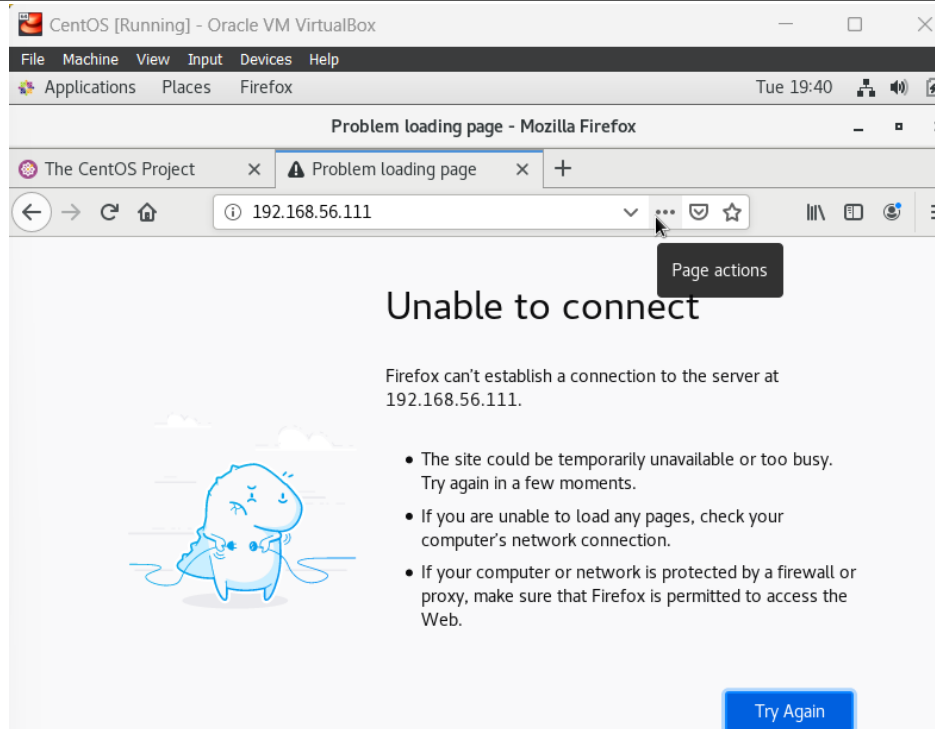 CentOS [Running] - Oracle VM VirtualBox
File Machine View Input Devices Help
Applications Places Firefox Tue 19:40
Problem loading page - Mozilla Firefox
The CentOS Project Problem loading page
192.168.56.111
Page actions
Unable to connect
Firefox can't establish a connection to the server at
192.168.56.111.
• The site could be temporarily unavailable or too busy.
Try again in a few moments.
• If you are unable to load any pages, check your
computer's network connection.
• If your computer or network is protected by a firewall or
proxy, make sure that Firefox is permitted to access the
Web.
Try Again